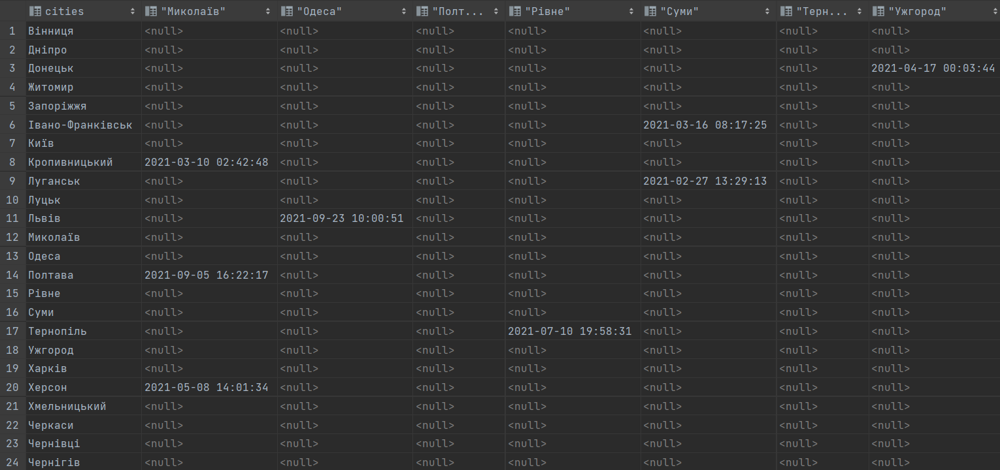 cities "Миколаїв" "Одеса" "Полт... "Рівне" "Суми" "Терн... "Ужгород"
1 Вінниця <null> <null> <null> <null> <null> <null> <null>
2 Дніпро <null> <null> <null> <null> <null> <null> <null>
3 Донецьк <null> <null> <null> <null> <null> <null> 2021-04-17 00:03:44
4 Житомир <null> <null> <null> <null> <null> <null> <null>
5 Запоріжжя <null> <null> <null> <null> <null> <null> <null>
6 Івано-Франківськ <null> <null> <null> <null> 2021-03-16 08:17:25 <null> <null>
7 Київ <null> <null> <null> <null> <null> <null> <null>
8 Кропивницький 2021-03-10 02:42:48 <null> <null> <null> <null> <null> <null>
9 Луганськ <null> <null> <null> <null> 2021-02-27 13:29:13 <null> <null>
10 Луцьк <null> <null> <null> <null> <null> <null> <null>
11 Львів <null> 2021-09-23 10:00:51 <null> <null> <null> <null> <null>
12 Миколаїв <null> <null> <null> <null> <null> <null> <null>
13 Одеса <null> <null> <null> <null> <null> <null> <null>
14 Полтава 2021-09-05 16:22:17 <null> <null> <null> <null> <null> <null>
15 Рівне <null> <null> <null> <null> <null> <null> <null>
16 Суми <null> <null> <null> <null> <null> <null> <null>
17 Тернопіль <null> <null> <null> 2021-07-10 19:58:31 <null> <null> <null>
18 Ужгород <null> <null> <null> <null> <null> <null> <null>
19 Харків <null> <null> <null> <null> <null> <null> <null>
20 Херсон 2021-05-08 14:01:34 <null> <null> <null> <null> <null> <null>
21 Хмельницький <null> <null> <null> <null> <null> <null> <null>
22 Черкаси <null> <null> <null> <null> <null> <null> <null>
23 Чернівці <null> <null> <null> <null> <null> <null> <null>
24 Чернігів <null> <null> <null> <null> <null> <null> <null>